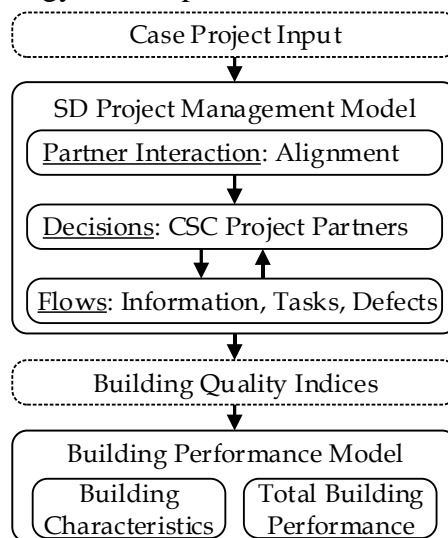 Case Project Input
SD Project Management Model
Partner Interaction: Alignment
Decisions: CSC Project Partners
Flows: Information, Tasks, Defects
Building Quality Indices
Building Performance Model
Building
Characteristics
Total Building
Performance